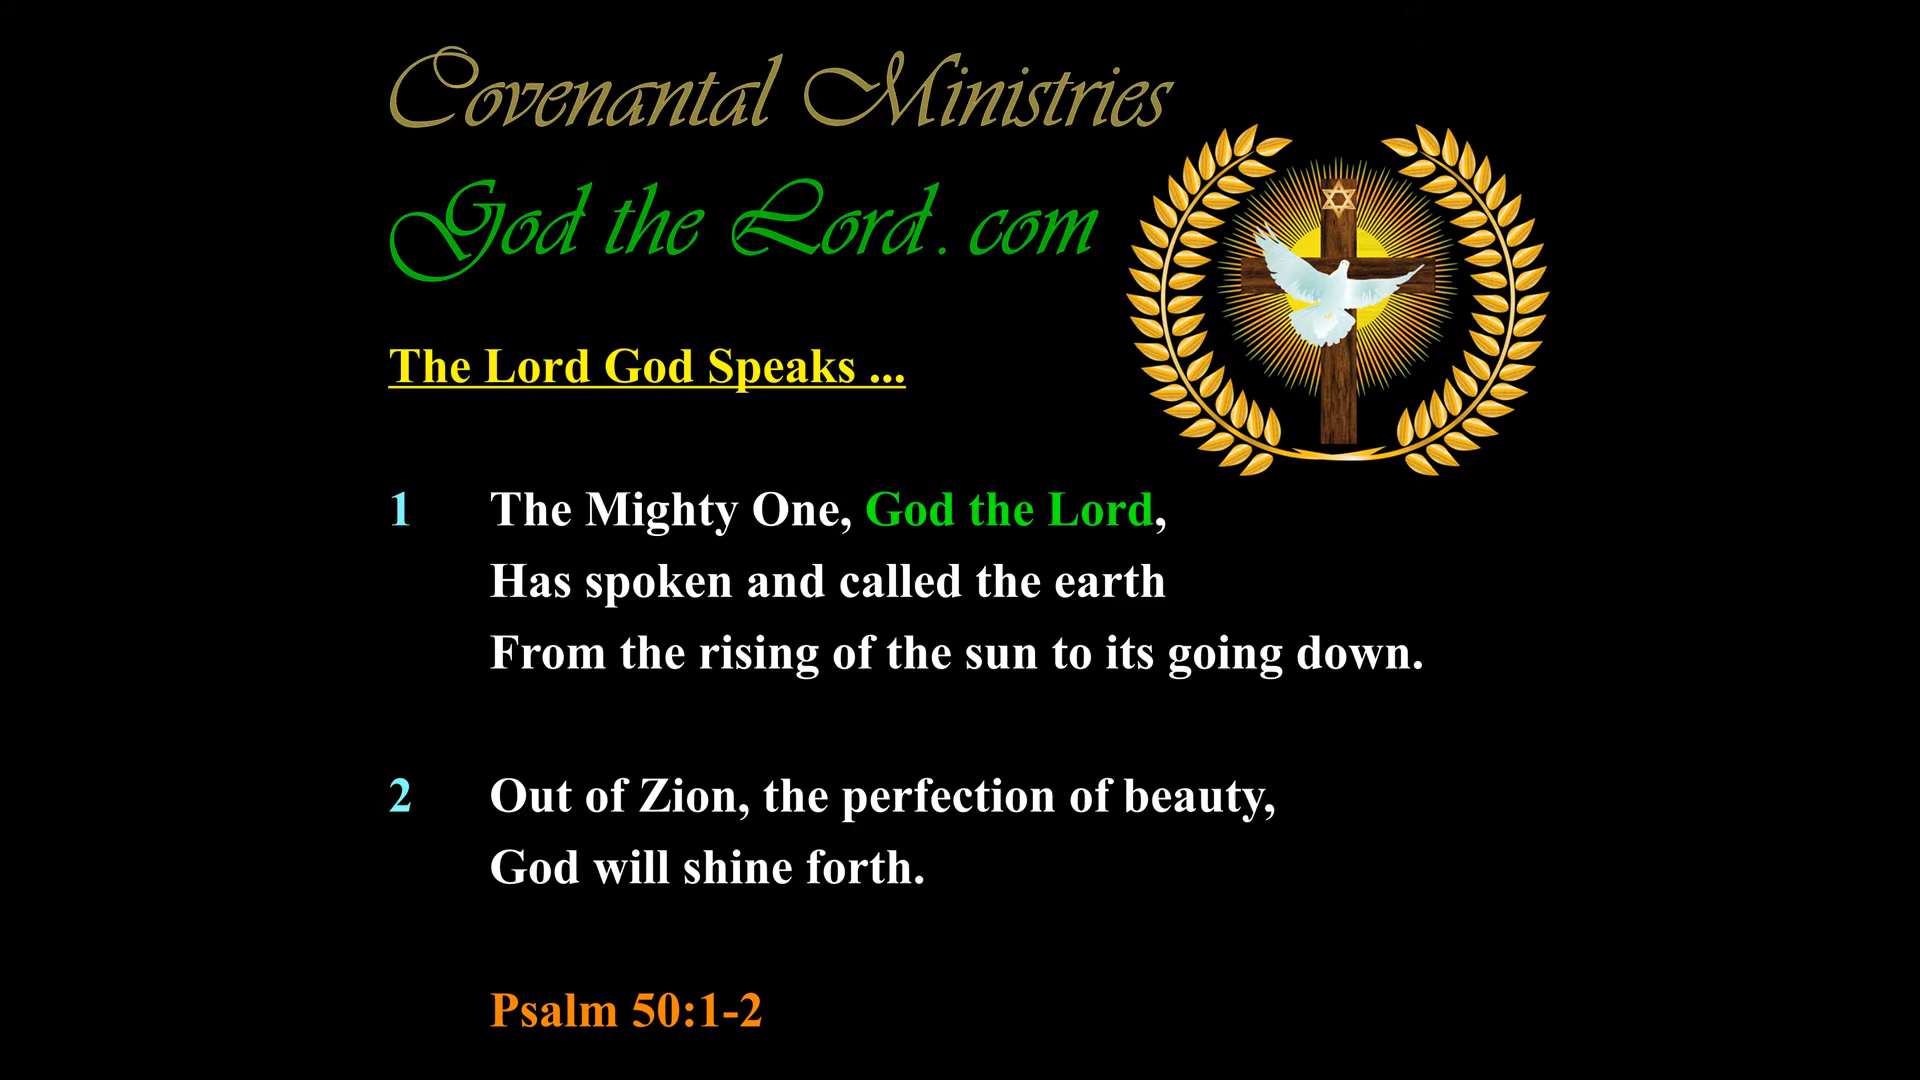 Covenantal Ministries
God the Lord.com
The Lord God Speaks ...
1 The Mighty One, God the Lord,
Has spoken and called the earth
From the rising of the sun to its going down.
2 Out of Zion, the perfection of beauty,
God will shine forth.
Psalm 50:1-2